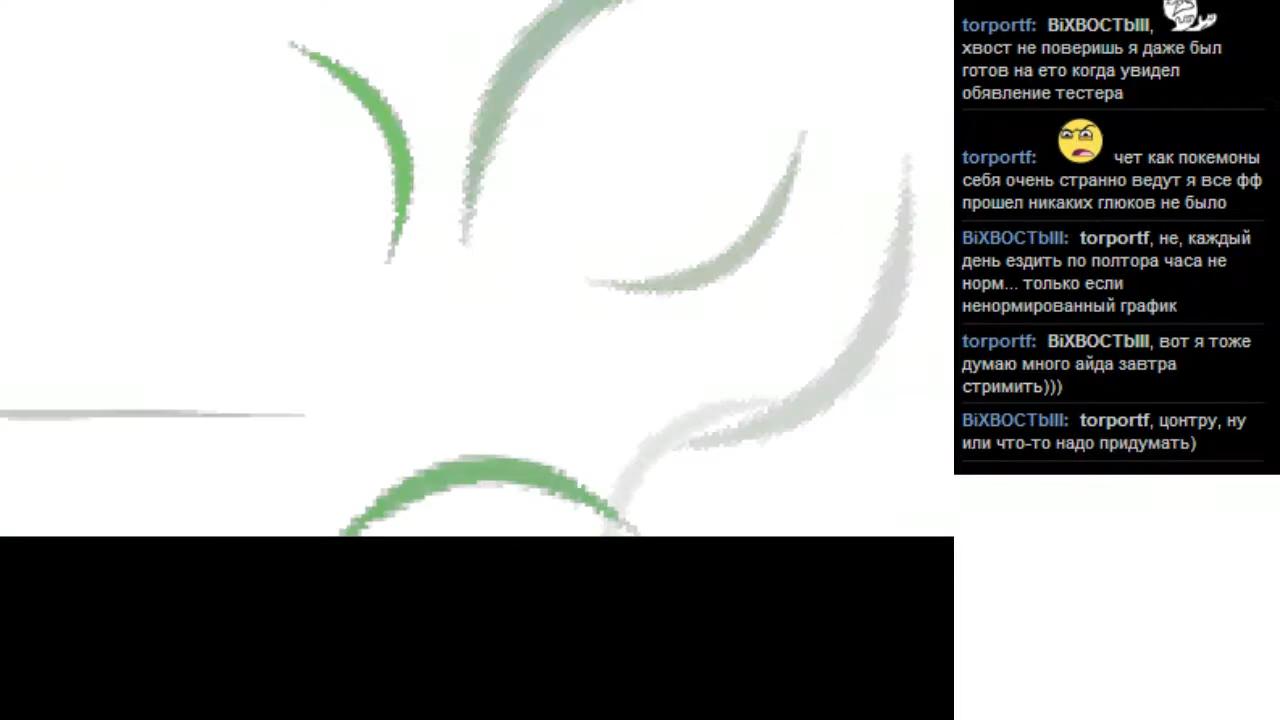 torportf: BiXBOCTbIII,
хвост не поверишь я даже был
готов на ето когда увидел
обявление тестера
torportf: чет как покемоны
себя очень странно ведут я все фф
прошел никаких глюков не было
BiXBOCTbIII: torportf, не, каждый
день ездить по полтора часа не
норм... только если
ненормированный график
torportf: BiXBOCTbIII, вот я тоже
думаю много айда завтра
стримить)))
BiXBOCTbIII: torportf, цонтру, ну
или что-то надо придумать)